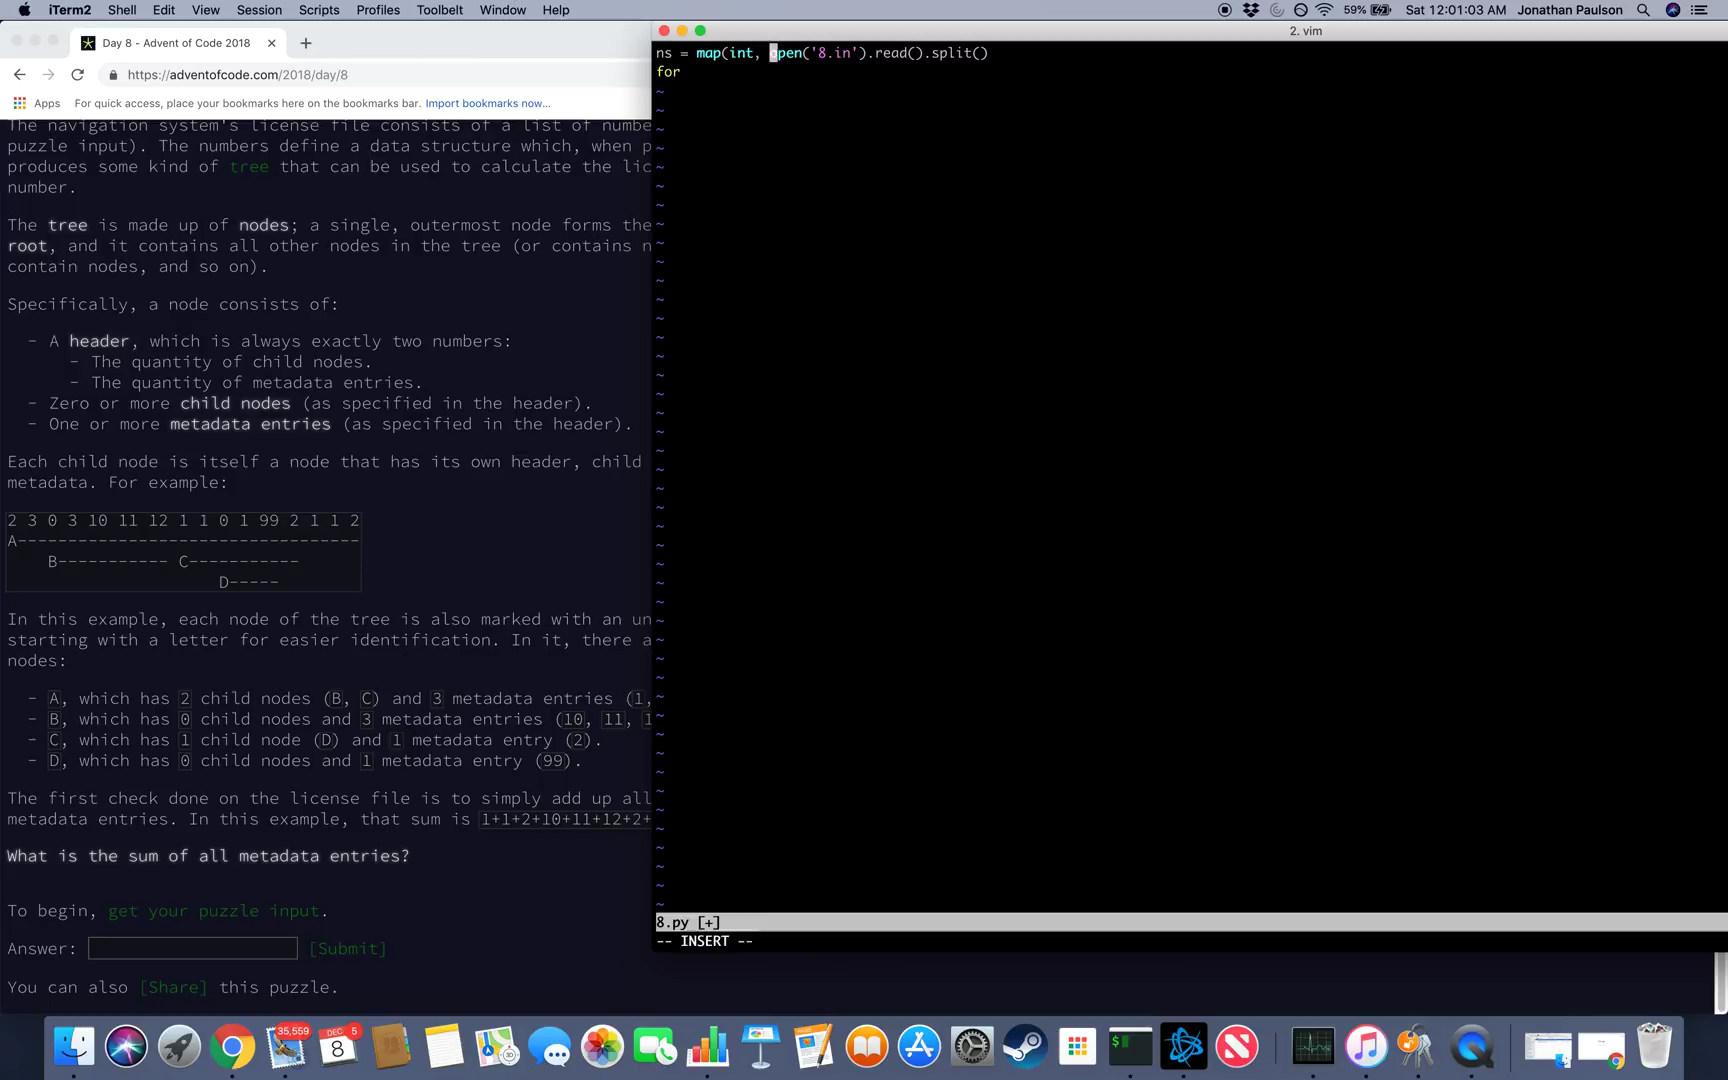 iTerm2 Shell Edit View Session Scripts Profiles Toolbelt Window Help 59% Sat 12:01:03 AM Jonathan Paulson
Day 8 - Advent of Code 2018
https://adventofcode.com/2018/day/8
Apps For quick access, place your bookmarks here on the bookmarks bar. Import bookmarks now...
The navigation system's license file consists of a list of numbe
puzzle input). The numbers define a data structure which, when p
produces some kind of tree that can be used to calculate the lic
number.
The tree is made up of nodes; a single, outermost node forms the
root, and it contains all other nodes in the tree (or contains n
contain nodes, and so on).
Specifically, a node consists of:
- A header, which is always exactly two numbers:
- The quantity of child nodes.
- The quantity of metadata entries.
- Zero or more child nodes (as specified in the header).
- One or more metadata entries (as specified in the header).
Each child node is itself a node that has its own header, child
metadata. For example:
2 3 0 3 10 11 12 1 1 0 1 99 2 1 1 2
A----------------------------------
B----------- C-----------
D-----
In this example, each node of the tree is also marked with an un
starting with a letter for easier identification. In it, there a
nodes:
- A, which has 2 child nodes (B, C) and 3 metadata entries (1,
- B, which has 0 child nodes and 3 metadata entries (10, 11, 1
- C, which has 1 child node (D) and 1 metadata entry (2).
- D, which has 0 child nodes and 1 metadata entry (99).
The first check done on the license file is to simply add up all
metadata entries. In this example, that sum is 1+1+2+10+11+12+2+
What is the sum of all metadata entries?
To begin, get your puzzle input.
Answer: [Submit]
You can also [Share] this puzzle.
2. vim
ns = map(int, open('8.in').read().split()
for
8.py [+]
-- INSERT --
35,559
DEC 5
8
$